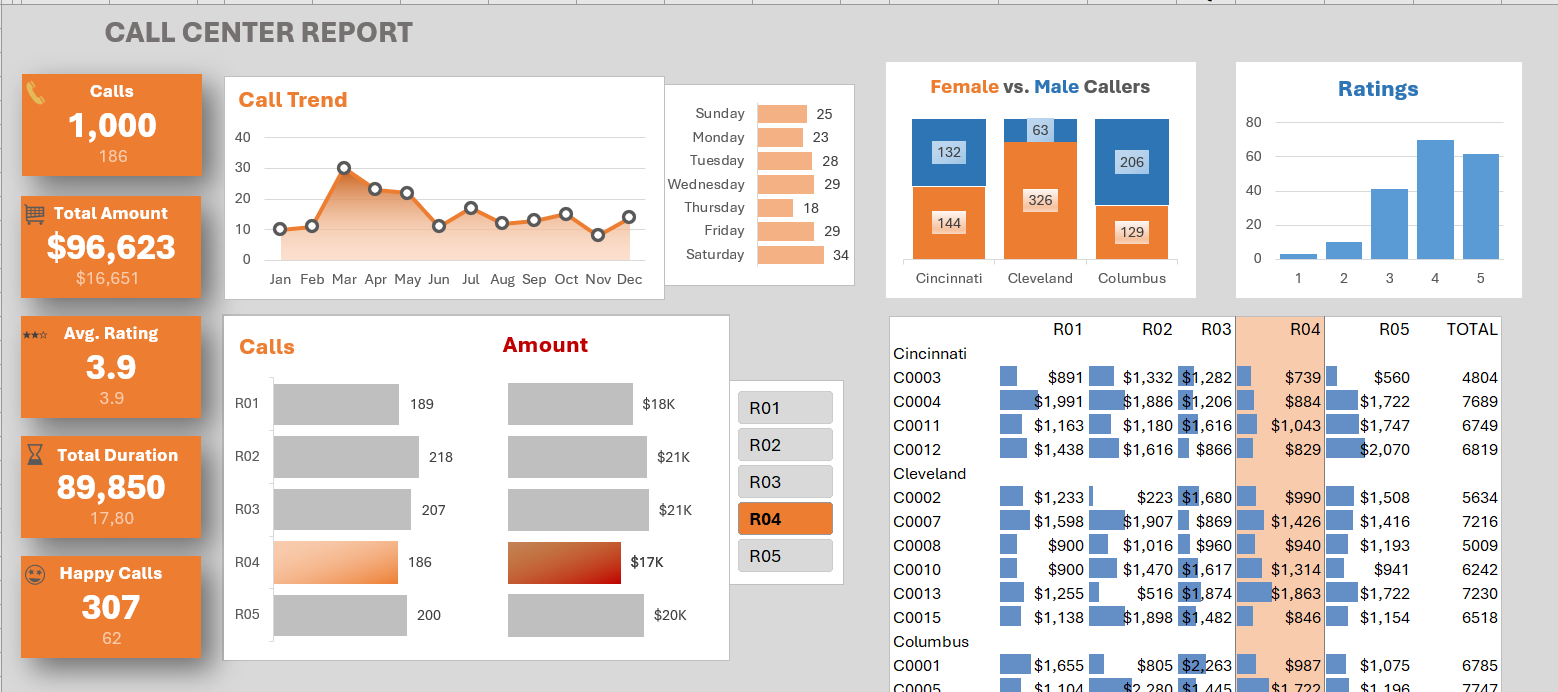 CALL CENTER REPORT
Calls
1,000
186
Total Amount
$96,623
$16,651
Avg. Rating
3.9
3.9
Total Duration
89,850
17,80
Happy Calls
307
62
Call Trend
40
30
20
10
0
Jan Feb Mar Apr May Jun Jul Aug Sep Oct Nov Dec
Sunday 25
Monday 23
Tuesday 28
Wednesday 29
Thursday 18
Friday 29
Saturday 34
Female vs. Male Callers
132 63 206
144 326 129
Cincinnati Cleveland Columbus
Ratings
80
60
40
20
0
1 2 3 4 5
Calls Amount
R01 189 $18K
R02 218 $21K
R03 207 $21K
R04 186 $17K
R05 200 $20K
R01
R02
R03
R04
R05
R01 R02 R03 R04 R05 TOTAL
Cincinnati
C0003 $891 $1,332 $1,282 $739 $560 4804
C0004 $1,991 $1,886 $1,206 $884 $1,722 7689
C0011 $1,163 $1,180 $1,616 $1,043 $1,747 6749
C0012 $1,438 $1,616 $866 $829 $2,070 6819
Cleveland
C0002 $1,233 $223 $1,680 $990 $1,508 5634
C0007 $1,598 $1,907 $869 $1,426 $1,416 7216
C0008 $900 $1,016 $960 $940 $1,193 5009
C0010 $900 $1,470 $1,617 $1,314 $941 6242
C0013 $1,255 $516 $1,874 $1,863 $1,722 7230
C0015 $1,138 $1,898 $1,482 $846 $1,154 6518
Columbus
C0001 $1,655 $805 $2,263 $987 $1,075 6785
C0005 $1,104 $2,280 $1,445 $1,722 $1,196 7747